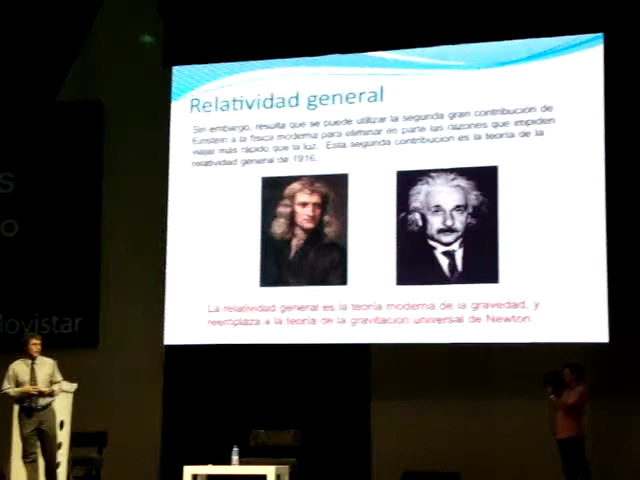 Relatividad general
Sin embargo, resulta que se puede utilizar la segunda gran contribución de
Einstein a la física moderna para eliminar en parte las razones que impiden
viajar más rápido que la luz. Esta segunda contribución es la teoría de la
relatividad general de 1916.
La relatividad general es la teoría moderna de la gravedad, y
reemplaza a la teoría de la gravitación universal de Newton
s
o
Movistar